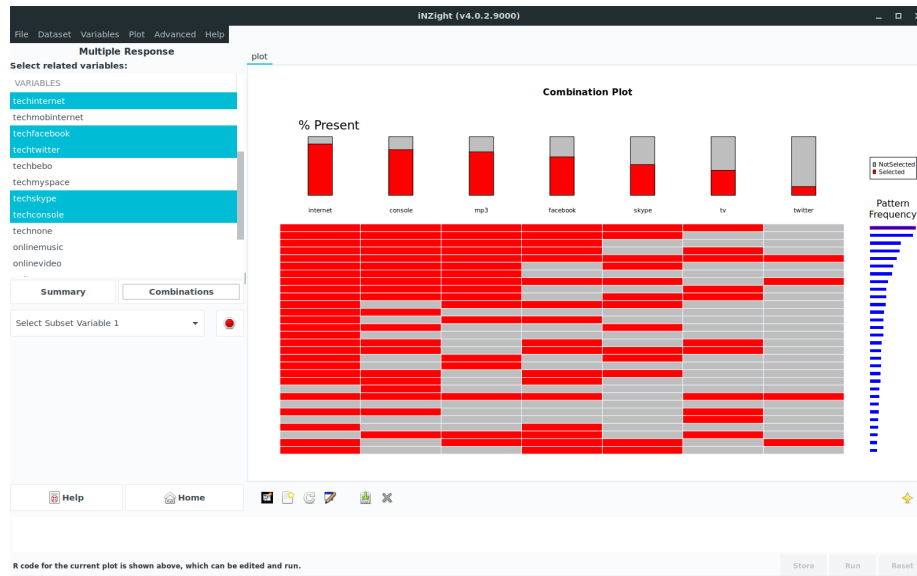 iNZight (v4.0.2.9000)
File Dataset Variables Plot Advanced Help
Multiple Response
Select related variables:
VARIABLES
techinternet
techmobinternet
techfacebook
techtwitter
techbebo
techmyspace
techskype
techconsole
technone
onlinemusic
onlinevideo
Summary Combinations
Select Subset Variable 1
Help Home
plot
Combination Plot
% Present
internet console mp3 facebook skype tv twitter
NotSelected
Selected
Pattern
Frequency
R code for the current plot is shown above, which can be edited and run.
Store Run Reset